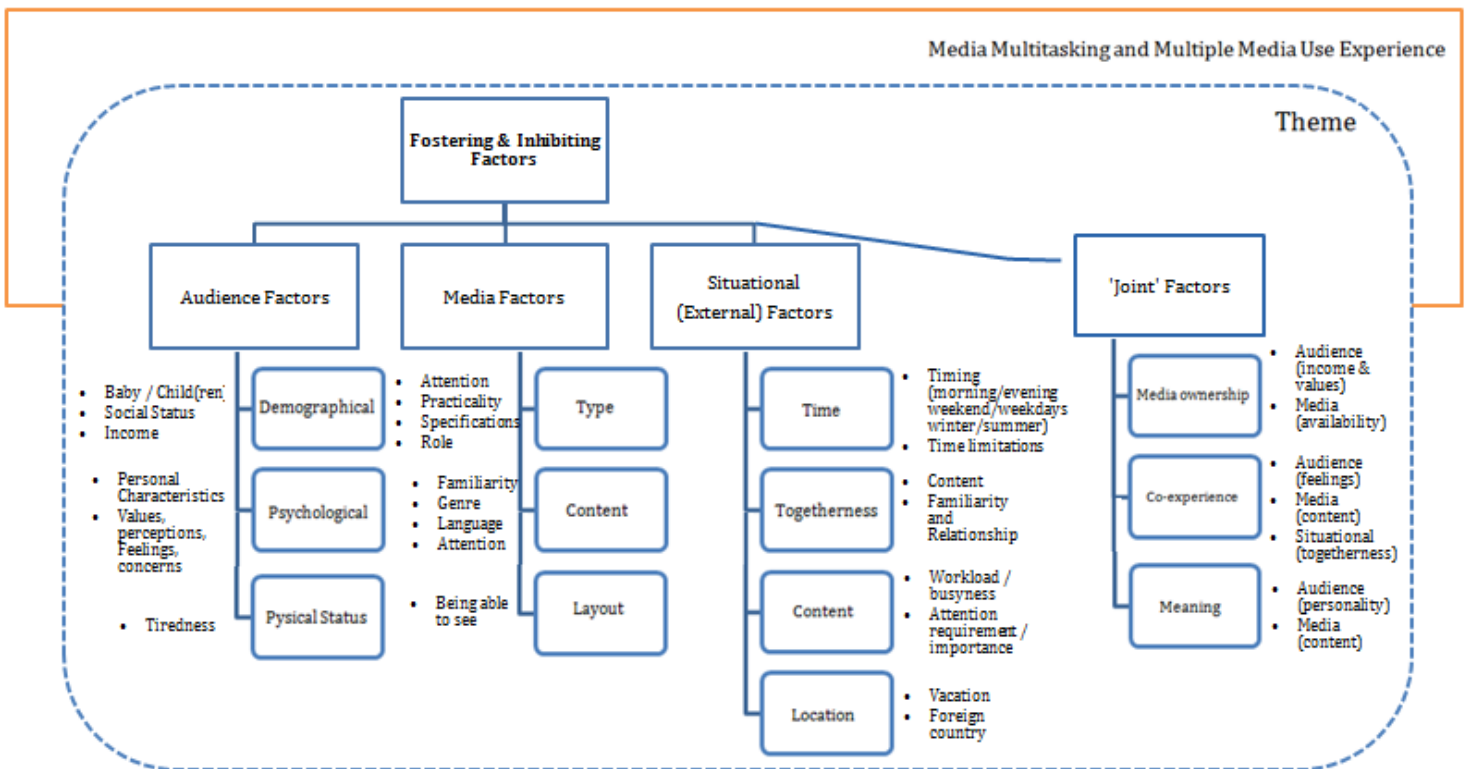 Media Multitasking and Multiple Media Use Experience
Theme
Fostering & Inhibiting
Factors
Audience Factors
Media Factors
Situational
(External) Factors
'Joint' Factors
• Baby / Child(ren)
• Social Status
• Income
Demographical
• Personal
Characteristics
• Values,
perceptions,
Feelings,
concerns
Psychological
• Tiredness
Pysical Status
• Attention
• Practicality
• Specifications
• Role
Type
• Familiarity
• Genre
• Language
• Attention
Content
• Being able
to see
Layout
Time
• Timing
(morning/evening
weekend/weekdays
winter/summer)
• Time limitations
Togetherness
• Content
• Familiarity
and
Relationship
Content
• Workload /
busyness
• Attention
requirement /
importance
Location
• Vacation
• Foreign
country
Media ownership
• Audience
(income &
values)
• Media
(availability)
Co-experience
• Audience
(feelings)
• Media
(content)
• Situational
(togetherness)
Meaning
• Audience
(personality)
• Media
(content)